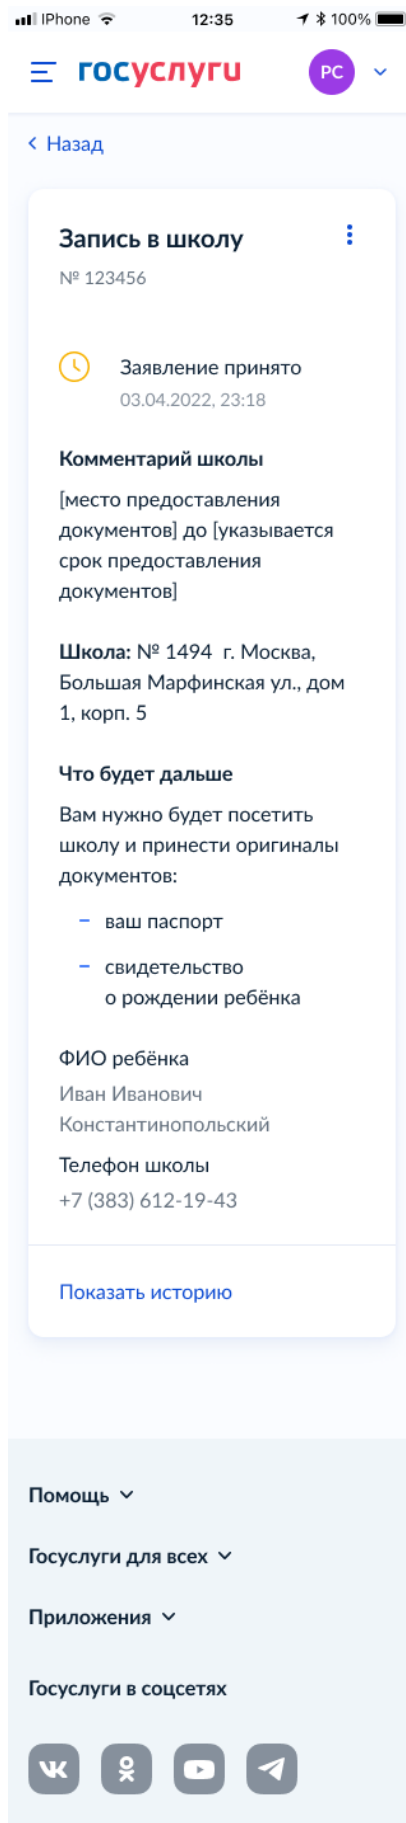 IPhone 12:35 100%
госуслуги РС
Назад
Запись в школу
№ 123456
Заявление принято
03.04.2022, 23:18
Комментарий школы
[место предоставления
документов] до [указывается
срок предоставления
документов]
Школа: № 1494 г. Москва,
Большая Марфинская ул., дом
1, корп. 5
Что будет дальше
Вам нужно будет посетить
школу и принести оригиналы
документов:
– ваш паспорт
– свидетельство
о рождении ребёнка
ФИО ребёнка
Иван Иванович
Константинопольский
Телефон школы
+7 (383) 612-19-43
Показать историю
Помощь
Госуслуги для всех
Приложения
Госуслуги в соцсетях